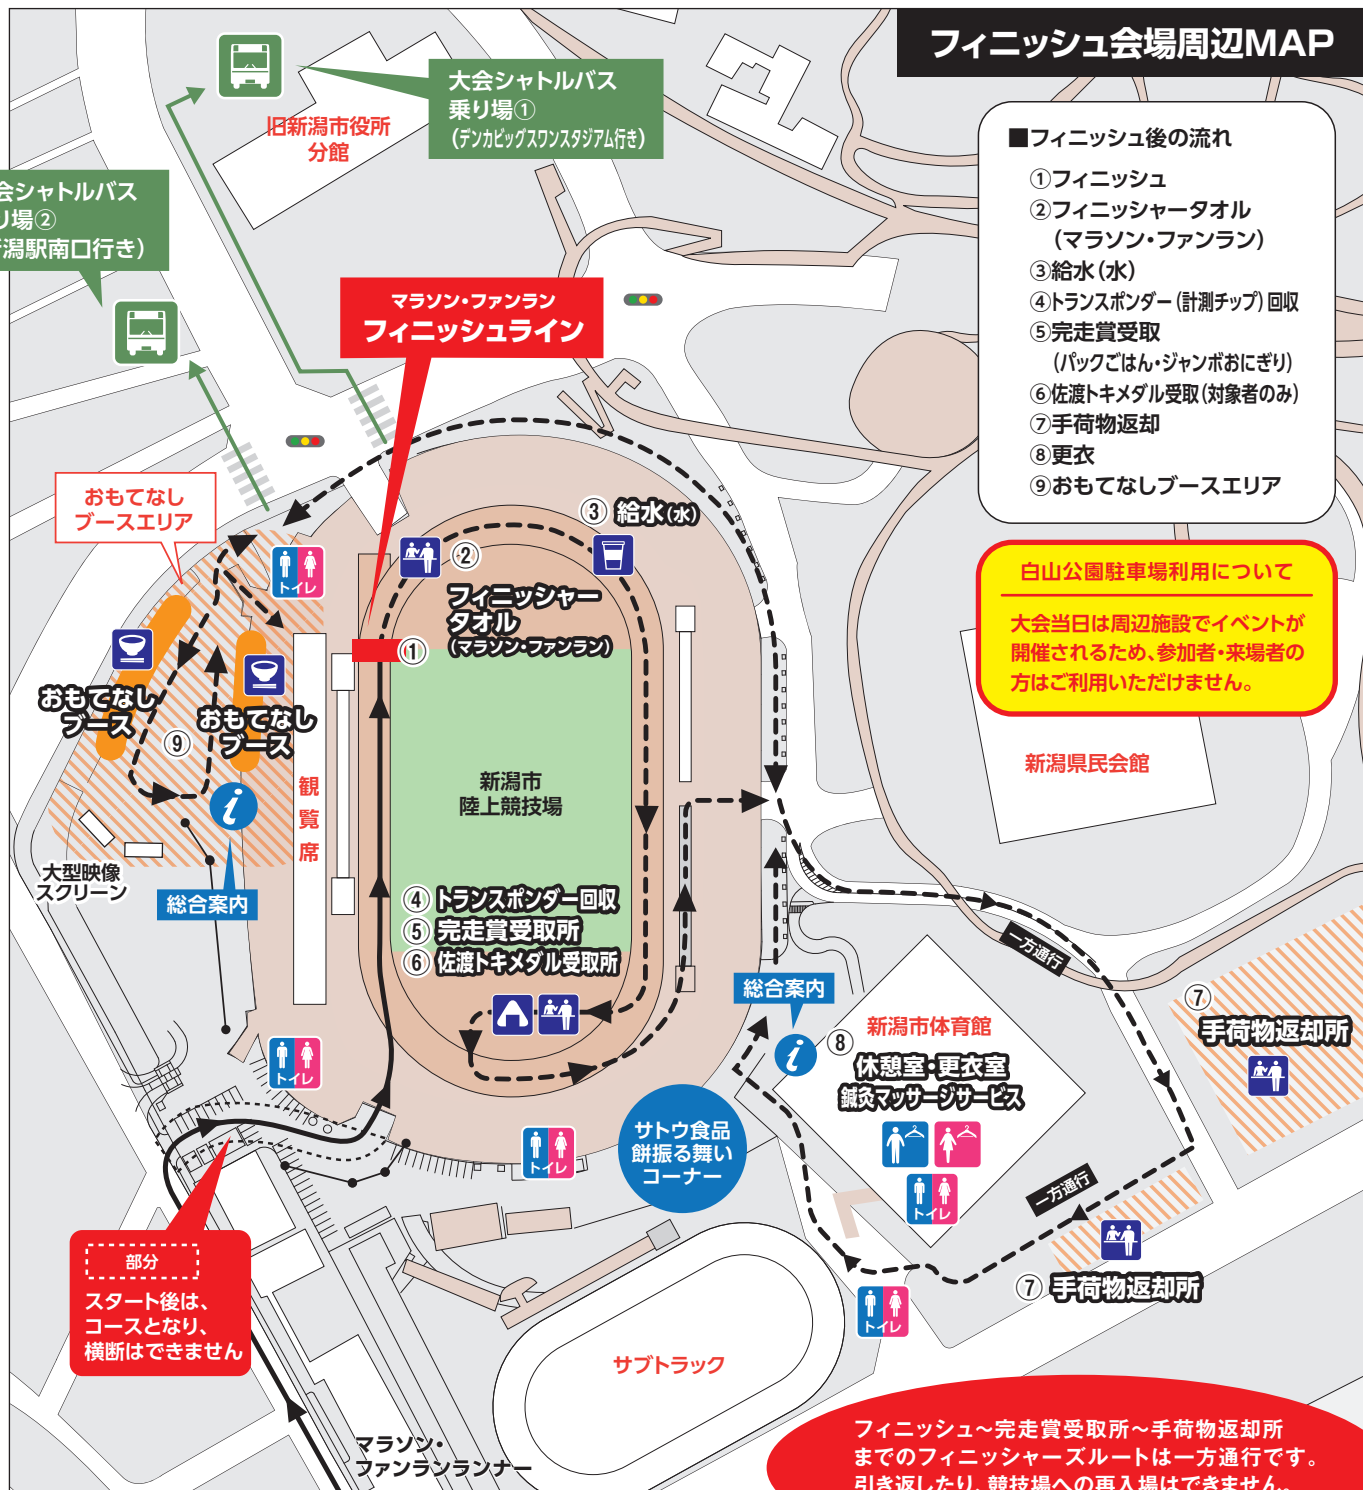 フィニッシュ会場周辺MAP
大会シャトルバス
乗り場①
(デンカビッグスワンスタジアム行き)
旧新潟市役所
分館
会シャトルバス
り場②
潟駅南口行き)
■フィニッシュ後の流れ
①フィニッシュ
②フィニッシャータオル
(マラソン・ファンラン)
③給水(水)
④トランスポンダー(計測チップ)回収
⑤完走賞受取
(パックごはん・ジャンボおにぎり)
⑥佐渡トキメダル受取(対象者のみ)
⑦手荷物返却
⑧更衣
⑨おもてなしブースエリア
マラソン・ファンラン
フィニッシュライン
おもてなし
ブースエリア
トイレ
③ 給水(水)
②
フィニッシャー
タオル
(マラソン・ファンラン)
①
白山公園駐車場利用について
大会当日は周辺施設でイベントが
開催されるため、参加者・来場者の
方はご利用いただけません。
新潟県民会館
おもてなし
ブース
おもてなし
ブース
⑨
観覧席
新潟市
陸上競技場
i
大型映像
スクリーン
総合案内
④ トランスポンダー回収
⑤ 完走賞受取所
⑥ 佐渡トキメダル受取所
一方通行
総合案内
i
⑦
手荷物返却所
新潟市体育館
⑧
休憩室・更衣室
鍼灸マッサージサービス
トイレ
トイレ
トイレ
サトウ食品
餅振る舞い
コーナー
一方通行
⑦ 手荷物返却所
トイレ
部分
スタート後は、
コースとなり、
横断はできません
サブトラック
マラソン・
ファンランランナー
フィニッシュ~完走賞受取所~手荷物返却所
までのフィニッシャーズルートは一方通行です。
引き返したり、競技場への再入場はできません。